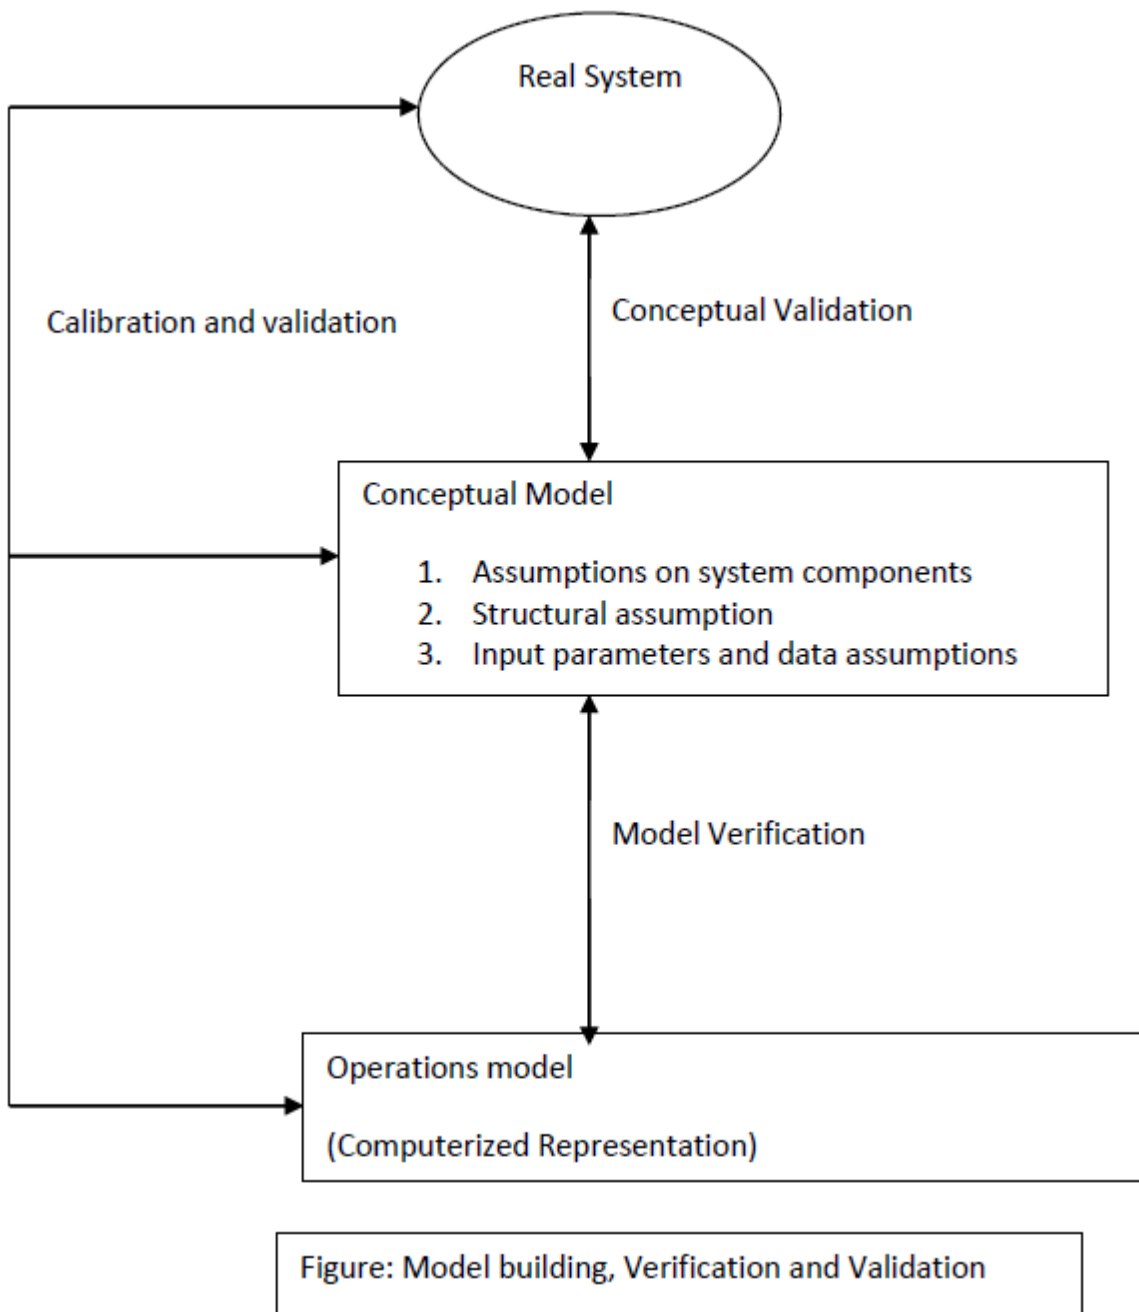 Real System
Calibration and validation
Conceptual Validation
Conceptual Model
1. Assumptions on system components
2. Structural assumption
3. Input parameters and data assumptions
Model Verification
Operations model
(Computerized Representation)
Figure: Model building, Verification and Validation